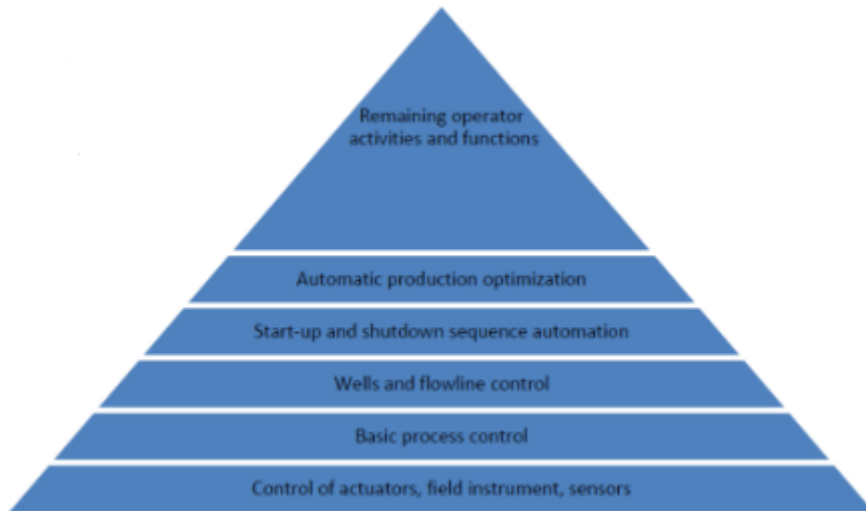 Remaining operator
activities and functions
Automatic production optimization
Start-up and shutdown sequence automation
Wells and flowline control
Basic process control
Control of actuators, field instrument, sensors